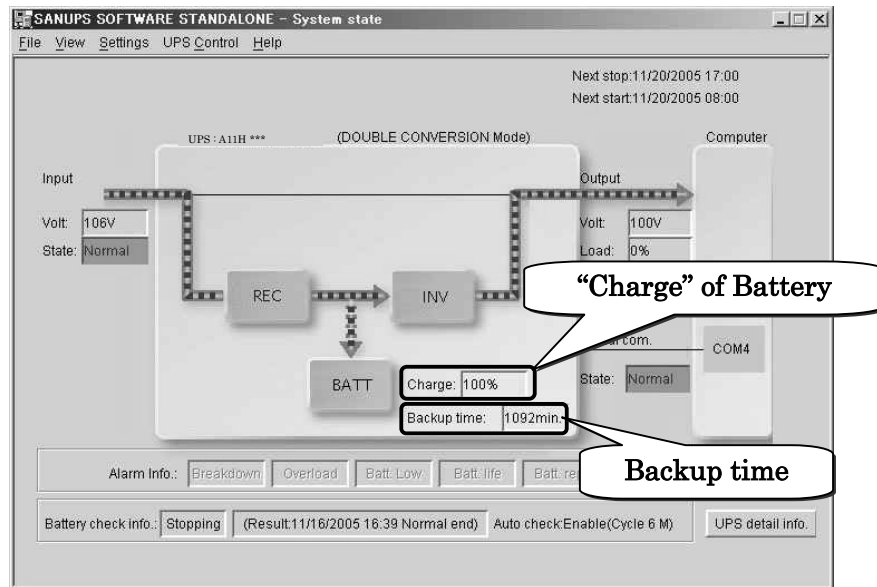 SANUPS SOFTWARE STANDALONE - System state
File View Settings UPS Control Help
Next stop:11/20/2005 17:00
Next start:11/20/2005 08:00
UPS : A11H ***
(DOUBLE CONVERSION Mode)
Computer
Input
Output
Volt: 106V
Volt: 100V
State: Normal
Load: 0%
REC
INV
“Charge” of Battery
com.
COM4
BATT
Charge: 100%
State: Normal
Backup time: 1092min.
Backup time
Alarm Info.: Breakdown Overload Batt. Low Batt. life Batt.
Battery check info.: Stopping (Result:11/16/2005 16:39 Normal end) Auto check:Enable(Cycle 6 M) UPS detail info.